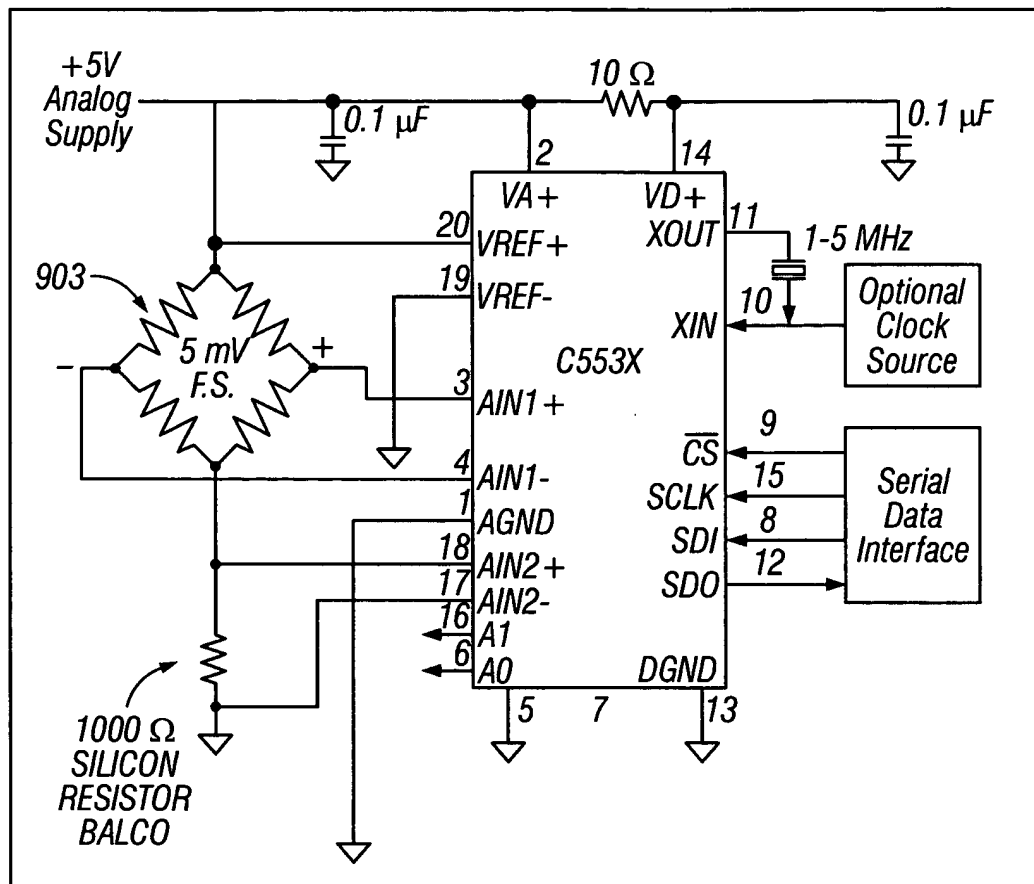 +5V
Analog
Supply
10 Ω
0.1 μF
0.1 μF
2
14
VA+
VD+
20
VREF+
XOUT
11
1-5 MHz
903
19
VREF-
10
XIN
Optional
Clock
Source
-
5 mV
F.S.
+
C553X
3
AIN1+
9
CS
4
AIN1-
15
SCLK
Serial
Data
Interface
1
AGND
8
SDI
18
AIN2+
12
SDO
17
AIN2-
16
A1
6
A0
DGND
5
7
13
1000 Ω
SILICON
RESISTOR
BALCO